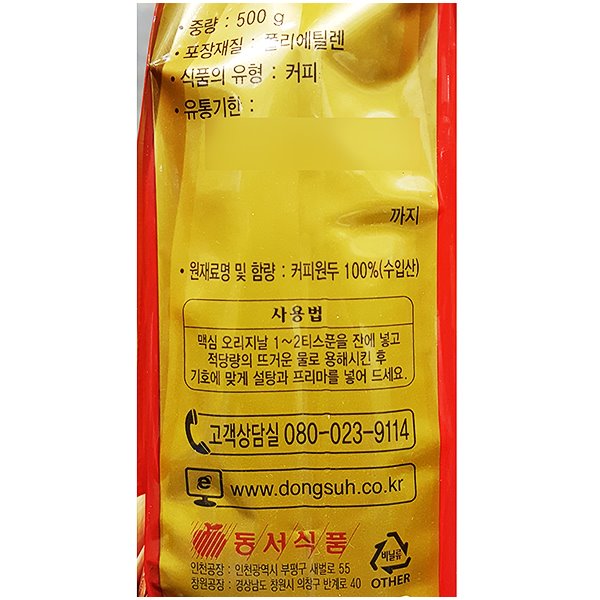 • 중량 : 500 g
• 포장재질 : 폴리에틸렌
• 식품의 유형 : 커피
• 유통기한 :
까지
• 원재료명 및 함량 : 커피원두 100%(수입산)
사용법
맥심 오리지날 1～2티스푼을 잔에 넣고
적당량의 뜨거운 물로 용해시킨 후
기호에 맞게 설탕과 프리마를 넣어 드세요.
고객상담실 080-023-9114
e www.dongsuh.co.kr
동서식품
인천공장 : 인천광역시 부평구 새벌로 55
창원공장 : 경상남도 창원시 의창구 반계로 40
비닐류
OTHER